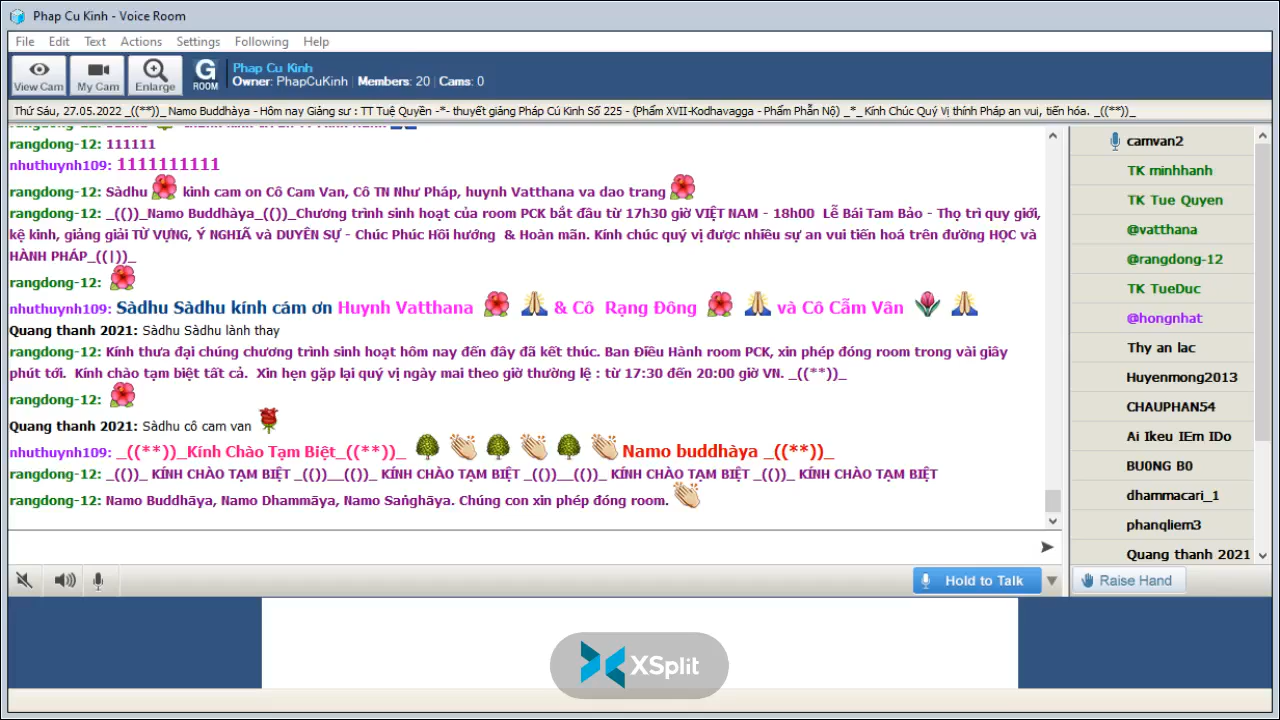 Phap Cu Kinh - Voice Room
File Edit Text Actions Settings Following Help
View Cam My Cam Enlarge G ROOM
Phap Cu Kinh
Owner: PhapCuKinh | Members: 20 | Cams: 0
Thứ Sáu, 27.05.2022 _((**))_ Namo Buddhàya - Hôm nay Giảng sư : TT Tuệ Quyền -*- thuyết giảng Pháp Cú Kinh Số 225 - (Phẩm XVII-Kodhavagga - Phẩm Phẫn Nộ) _*_ Kính Chúc Quý Vị thính Pháp an vui, tiến hóa. _((**))_
rangdong-12: 111111
nhuthuynh109: 1111111111
rangdong-12: Sàdhu kình cam on Cô Cam Van, Cô TN Như Pháp, huynh Vatthana va dao trang
rangdong-12: _(())_Namo Buddhàya_(())_Chương trình sinh hoạt của room PCK bắt đâu từ 17h30 giờ VIỆT NAM - 18h00 Lễ Bái Tam Bảo - Thọ trì quy giới,
kệ kinh, giảng giải TỪ VỰNG, Ý NGHIÃ và DUYÊN SỰ - Chúc Phúc Hồi hướng & Hoàn mãn. Kính chúc quý vị được nhiều sự an vui tiến hoá trên đường HỌC và
HÀNH PHÁP_((|))_
rangdong-12:
nhuthuynh109: Sàdhu Sàdhu kính cám ơn Huynh Vatthana & Cô Rạng Đông và Cô Cẩm Vân
Quang thanh 2021: Sàdhu Sàdhu lành thay
rangdong-12: Kính thưa đại chúng chương trình sinh hoạt hôm nay đến đây đã kết thúc. Ban Điều Hành room PCK, xin phép đóng room trong vài giây
phút tới. Kính chào tạm biệt tất cả. Xin hẹn gặp lại quý vị ngày mai theo giờ thường lệ : từ 17:30 đến 20:00 giờ VN. _((**))_
rangdong-12:
Quang thanh 2021: Sàdhu cô cam van
nhuthuynh109: _((**))_Kính Chào Tạm Biệt_((**))_ Namo buddhàya _((**))_
rangdong-12: _(())_ KÍNH CHÀO TẠM BIỆT _(())__(())_ KÍNH CHÀO TẠM BIỆT _(())__(())_ KÍNH CHÀO TẠM BIỆT _(())_ KÍNH CHÀO TẠM BIỆT
rangdong-12: Namo Buddhāya, Namo Dhammāya, Namo Saṅghāya. Chúng con xin phép đóng room.
Hold to Talk
camvan2
TK minhhanh
TK Tue Quyen
@vatthana
@rangdong-12
TK TueDuc
@hongnhat
Thy an lac
Huyenmong2013
CHAUPHAN54
Ai Ikeu IEm IDo
BU0NG B0
dhammacari_1
phanqliem3
Quang thanh 2021
Raise Hand
XSplit